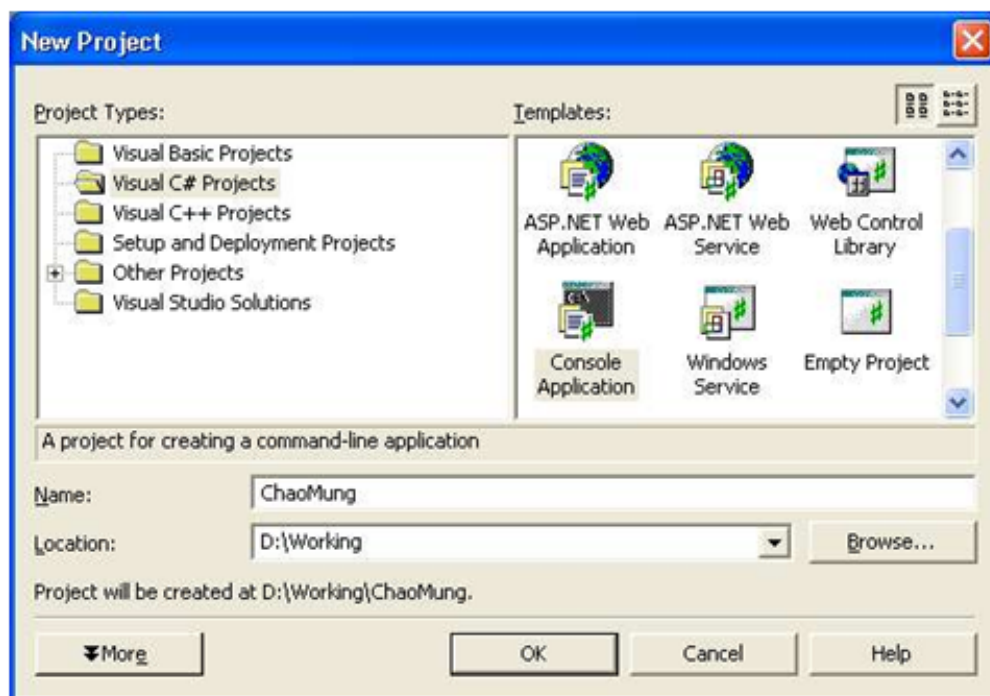 New Project
Project Types:
Visual Basic Projects
Visual C# Projects
Visual C++ Projects
Setup and Deployment Projects
Other Projects
Visual Studio Solutions
Templates:
ASP.NET Web
Application
ASP.NET Web
Service
Web Control
Library
Console
Application
Windows
Service
Empty Project
A project for creating a command-line application
Name:
ChaoMung
Location:
D:\Working
Browse...
Project will be created at D:\Working\ChaoMung.
More
OK
Cancel
Help